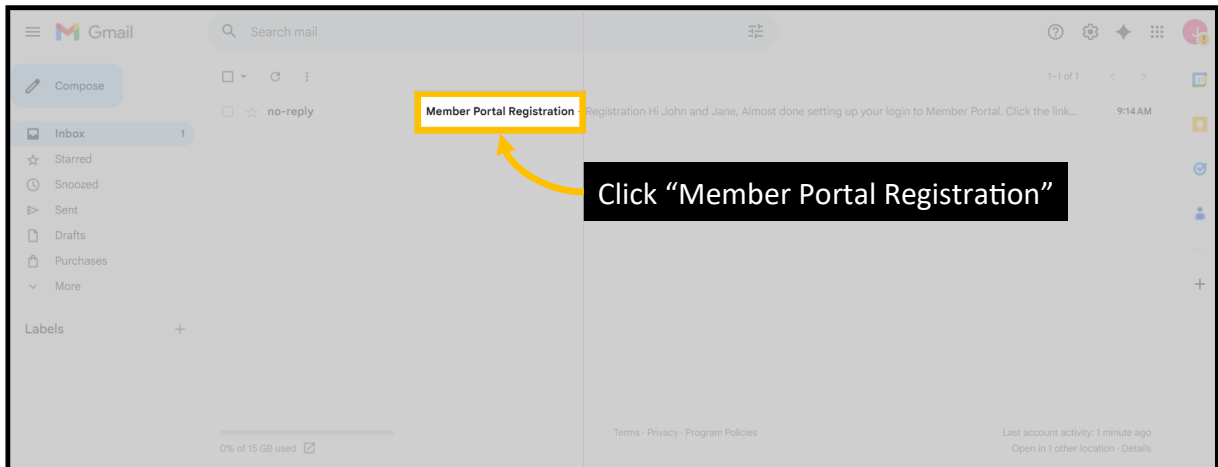 Gmail
Search mail
Compose
1–1 of 1
no-reply
Member Portal Registration - Registration Hi John and Jane, Almost done setting up your login to Member Portal. Click the link...
9:14 AM
Inbox 1
Starred
Snoozed
Sent
Drafts
Purchases
More
Click “Member Portal Registration”
Labels
0% of 15 GB used
Terms · Privacy · Program Policies
Last account activity: 1 minute ago
Open in 1 other location · Details